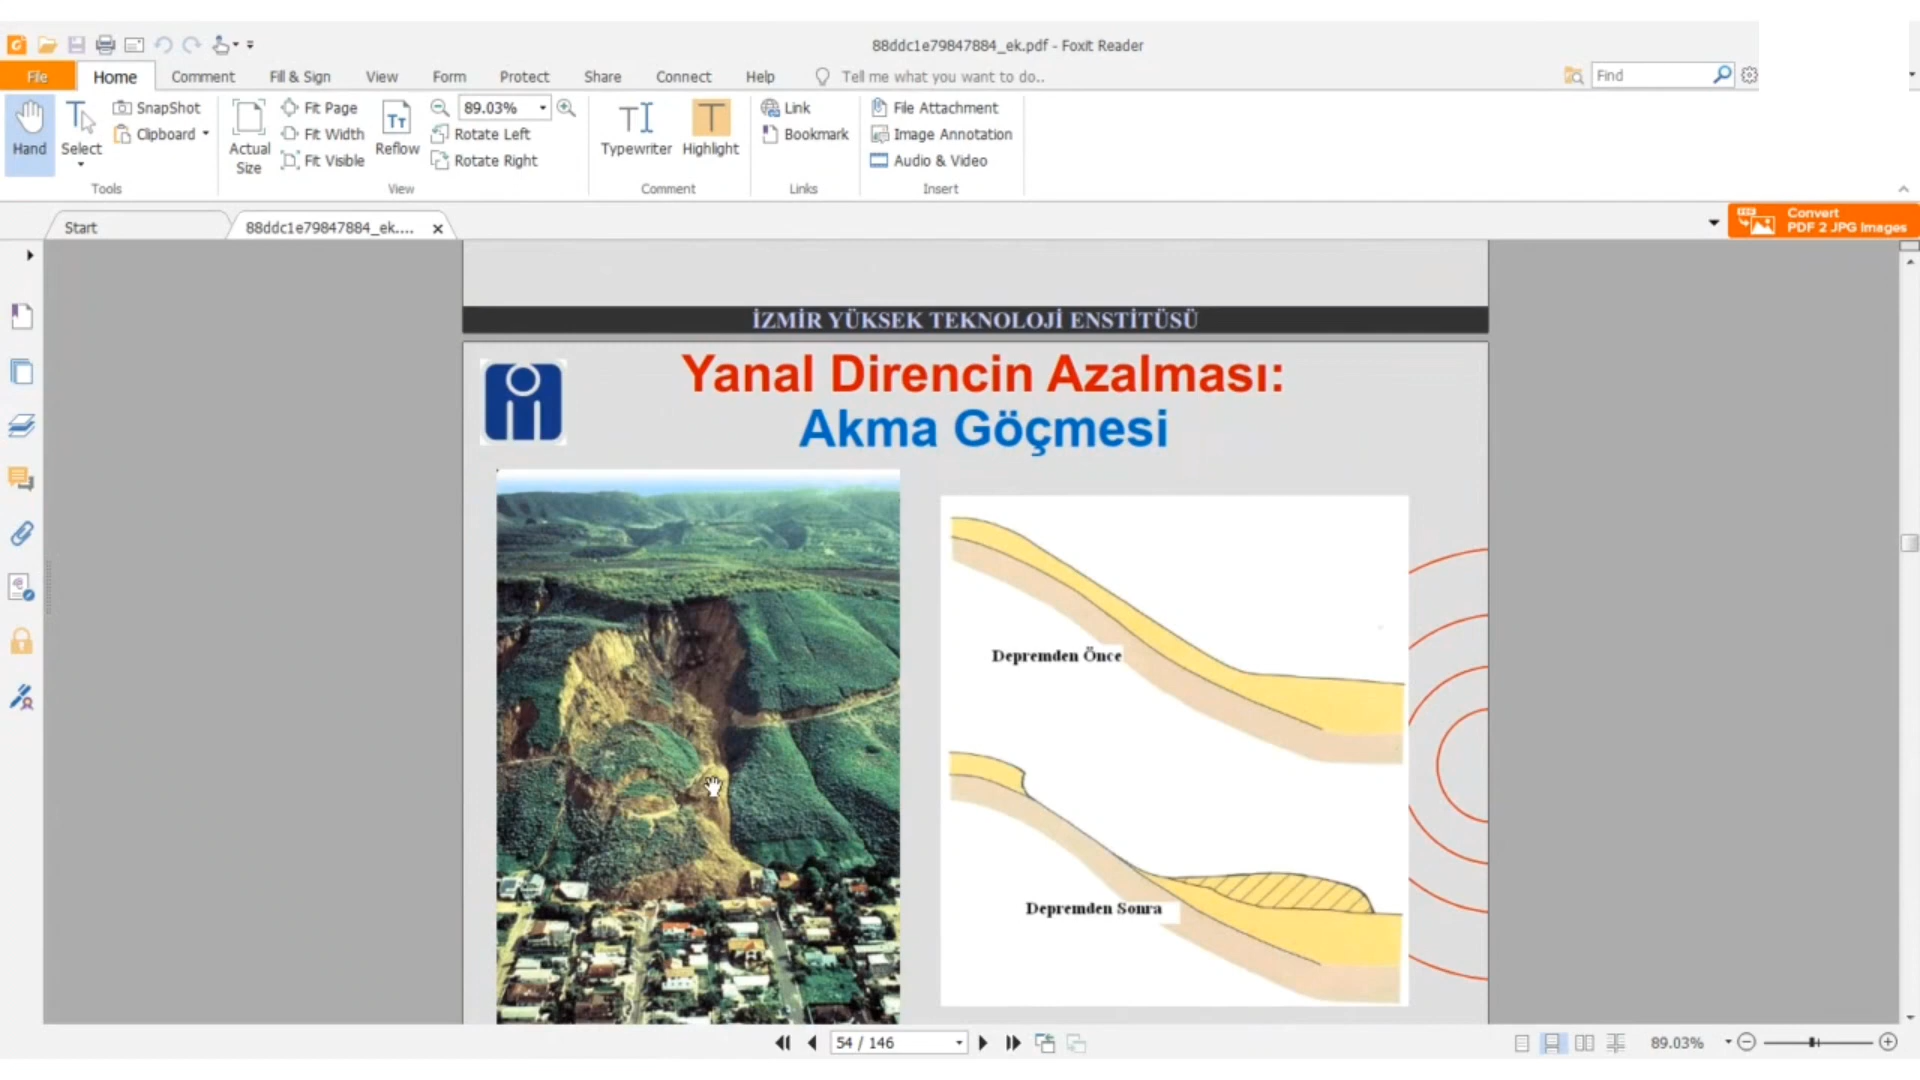 88ddc1e79847884_ek.pdf - Foxit Reader
File Home Comment Fill & Sign View Form Protect Share Connect Help Tell me what you want to do.. Find
Hand
Select
SnapShot
Clipboard
Tools
Actual Size
Fit Page
Fit Width
Fit Visible
Reflow
89.03%
Rotate Left
Rotate Right
View
Typewriter
Highlight
Comment
Link
Bookmark
Links
File Attachment
Image Annotation
Audio & Video
Insert
Start
88ddc1e79847884_ek....
Convert
PDF 2 JPG Images
İZMİR YÜKSEK TEKNOLOJİ ENSTİTÜSÜ
Yanal Direncin Azalması:
Akma Göçmesi
Depremden Önce
Depremden Sonra
54 / 146
89.03%